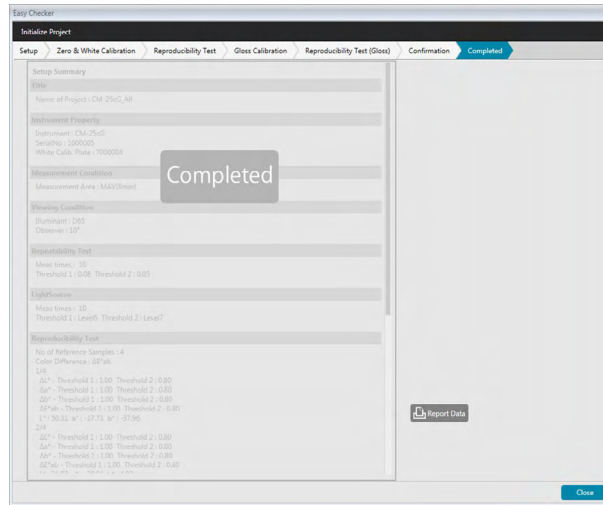 Easy Checker
Initialize Project
Setup Zero & White Calibration Reproducibility Test Gloss Calibration Reproducibility Test (Gloss) Confirmation Completed
Setup Summary
Title
Name of Project : CM-25cG_All
Instrument Property
Instrument : CM-25cG
SerialNo : 1000005
White Calib. Plate : 7000004
Completed
Measurement Condition
Measurement Area : MAV(8mm)
Viewing Condition
Illuminant : D65
Observer : 10°
Repeatability Test
Meas times : 10
Threshold 1 : 0.08 Threshold 2 : 0.05
LightSource
Meas times : 10
Threshold 1 : Level6 Threshold 2 : Level7
Reproducibility Test
No of Reference Samples : 4
Color Difference : ΔE*ab
1/4
ΔL* - Threshold 1 : 1.00 Threshold 2 : 0.80
Δa* - Threshold 1 : 1.00 Threshold 2 : 0.80
Δb* - Threshold 1 : 1.00 Threshold 2 : 0.80
ΔE*ab - Threshold 1 : 1.00 Threshold 2 : 0.80
L* : 50.31 a* : -17.73 b* : -37.96
2/4
ΔL* - Threshold 1 : 1.00 Threshold 2 : 0.80
Δa* - Threshold 1 : 1.00 Threshold 2 : 0.80
Δb* - Threshold 1 : 1.00 Threshold 2 : 0.80
ΔE*ab - Threshold 1 : 1.00 Threshold 2 : 0.80
Report Data
Close